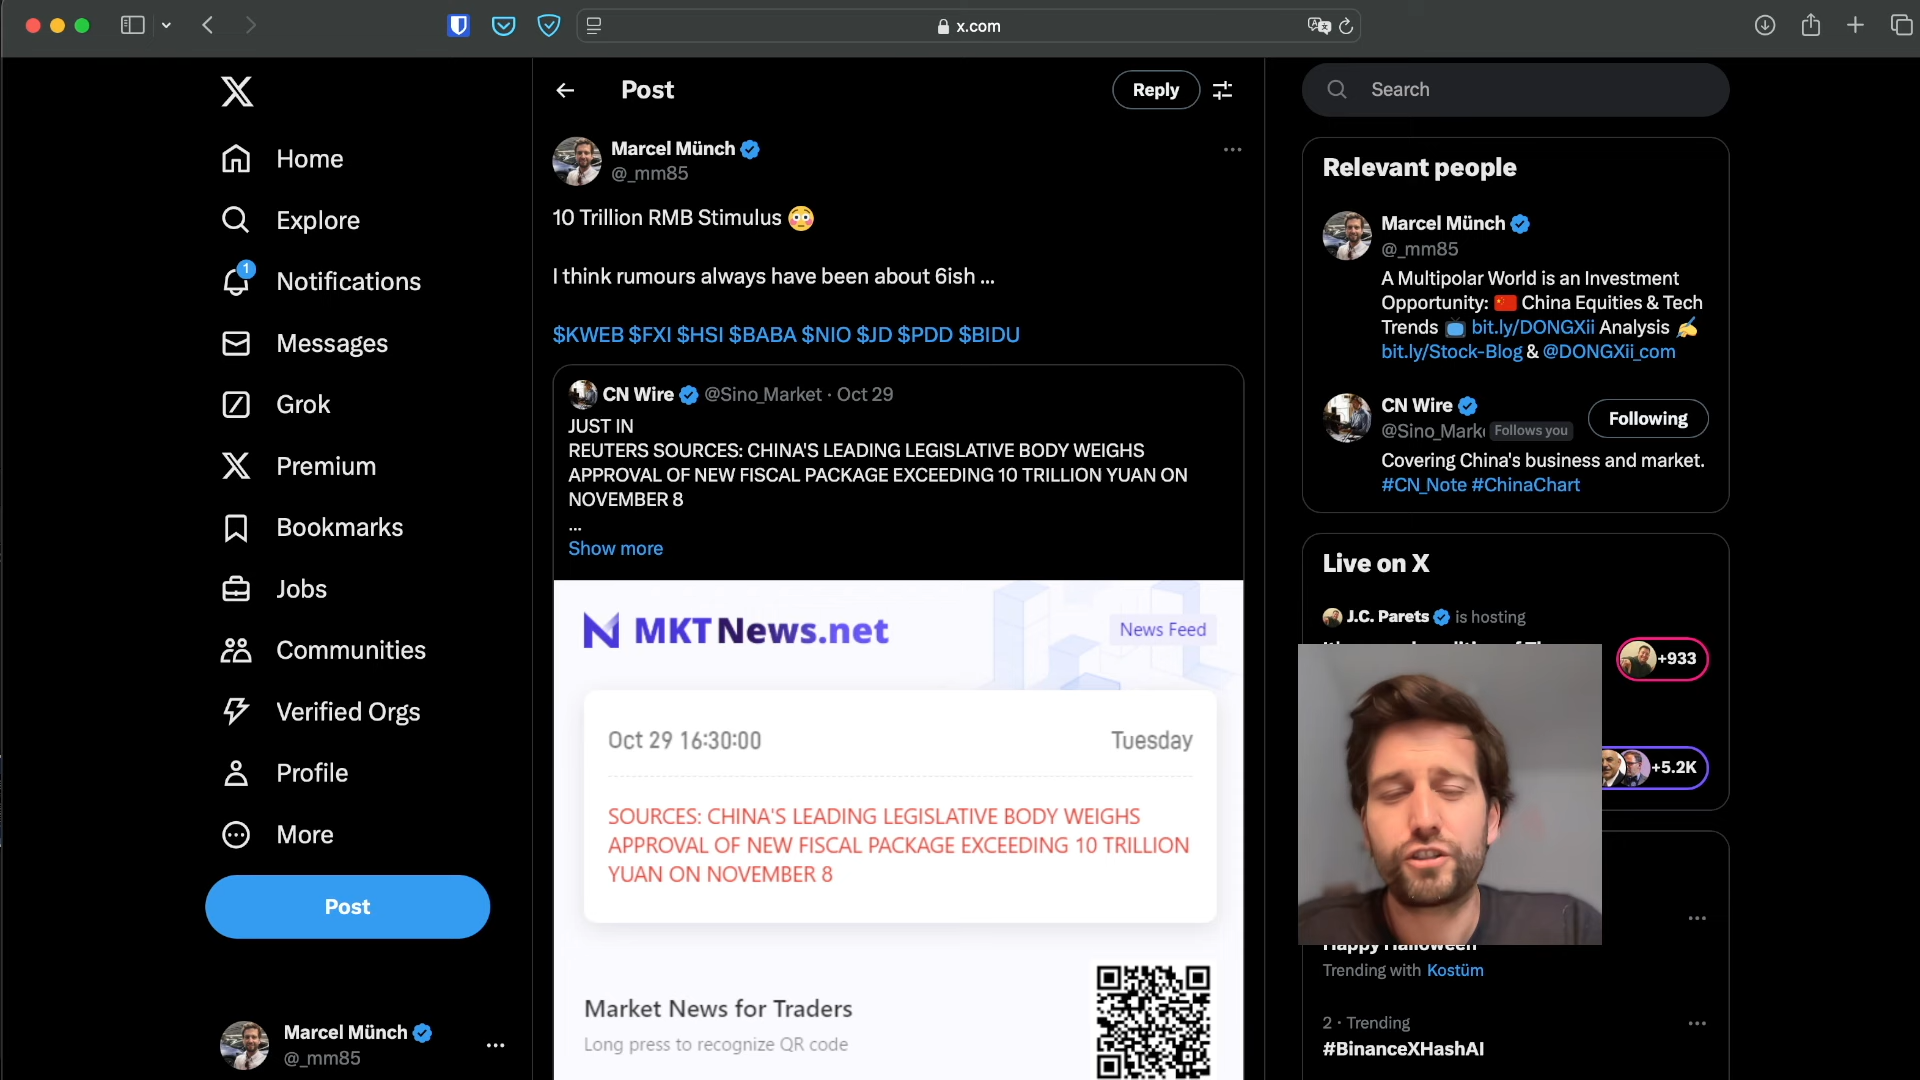 x.com
Home
Explore
1
Notifications
Messages
Grok
Premium
Bookmarks
Jobs
Communities
Verified Orgs
Profile
More
Post
Marcel Münch
@_mm85
Post
Reply
Marcel Münch
@_mm85
10 Trillion RMB Stimulus 😳
I think rumours always have been about 6ish ...
$KWEB $FXI $HSI $BABA $NIO $JD $PDD $BIDU
CN Wire @Sino_Market · Oct 29
JUST IN
REUTERS SOURCES: CHINA'S LEADING LEGISLATIVE BODY WEIGHS
APPROVAL OF NEW FISCAL PACKAGE EXCEEDING 10 TRILLION YUAN ON
NOVEMBER 8
...
Show more
MKTNews.net
News Feed
Oct 29 16:30:00
Tuesday
SOURCES: CHINA'S LEADING LEGISLATIVE BODY WEIGHS
APPROVAL OF NEW FISCAL PACKAGE EXCEEDING 10 TRILLION
YUAN ON NOVEMBER 8
Market News for Traders
Long press to recognize QR code
Search
Relevant people
Marcel Münch
@_mm85
A Multipolar World is an Investment
Opportunity: 🇨🇳 China Equities & Tech
Trends 📺 bit.ly/DONGXii Analysis ✍️
bit.ly/Stock-Blog & @DONGXii_com
CN Wire
@Sino_Marke Follows you
Following
Covering China's business and market.
#CN_Note #ChinaChart
Live on X
J.C. Parets is hosting
+933
+5.2K
Happy Halloween
Trending with Kostüm
2 · Trending
#BinanceXHashAI